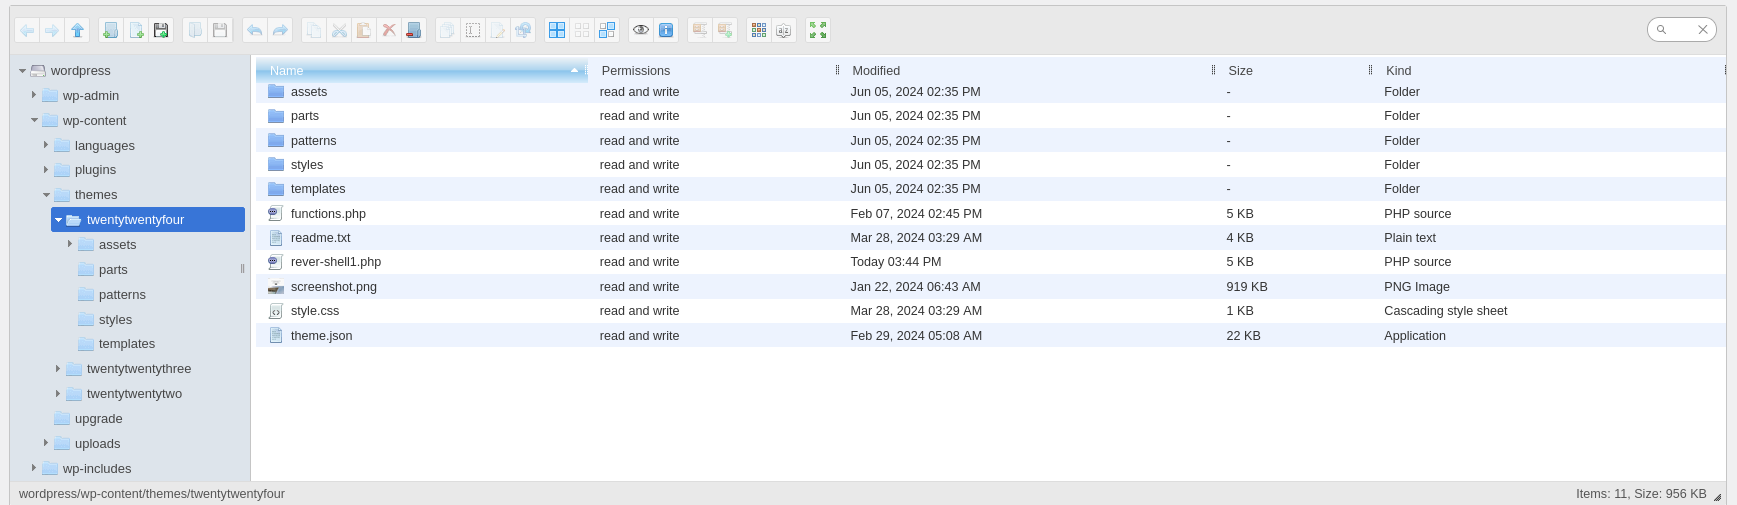 wordpress
wp-admin
wp-content
languages
plugins
themes
twentytwentyfour
assets
parts
patterns
styles
templates
twentytwentythree
twentytwentytwo
upgrade
uploads
wp-includes
Name Permissions Modified Size Kind
assets read and write Jun 05, 2024 02:35 PM - Folder
parts read and write Jun 05, 2024 02:35 PM - Folder
patterns read and write Jun 05, 2024 02:35 PM - Folder
styles read and write Jun 05, 2024 02:35 PM - Folder
templates read and write Jun 05, 2024 02:35 PM - Folder
functions.php read and write Feb 07, 2024 02:45 PM 5 KB PHP source
readme.txt read and write Mar 28, 2024 03:29 AM 4 KB Plain text
rever-shell1.php read and write Today 03:44 PM 5 KB PHP source
screenshot.png read and write Jan 22, 2024 06:43 AM 919 KB PNG Image
style.css read and write Mar 28, 2024 03:29 AM 1 KB Cascading style sheet
theme.json read and write Feb 29, 2024 05:08 AM 22 KB Application
wordpress/wp-content/themes/twentytwentyfour Items: 11, Size: 956 KB